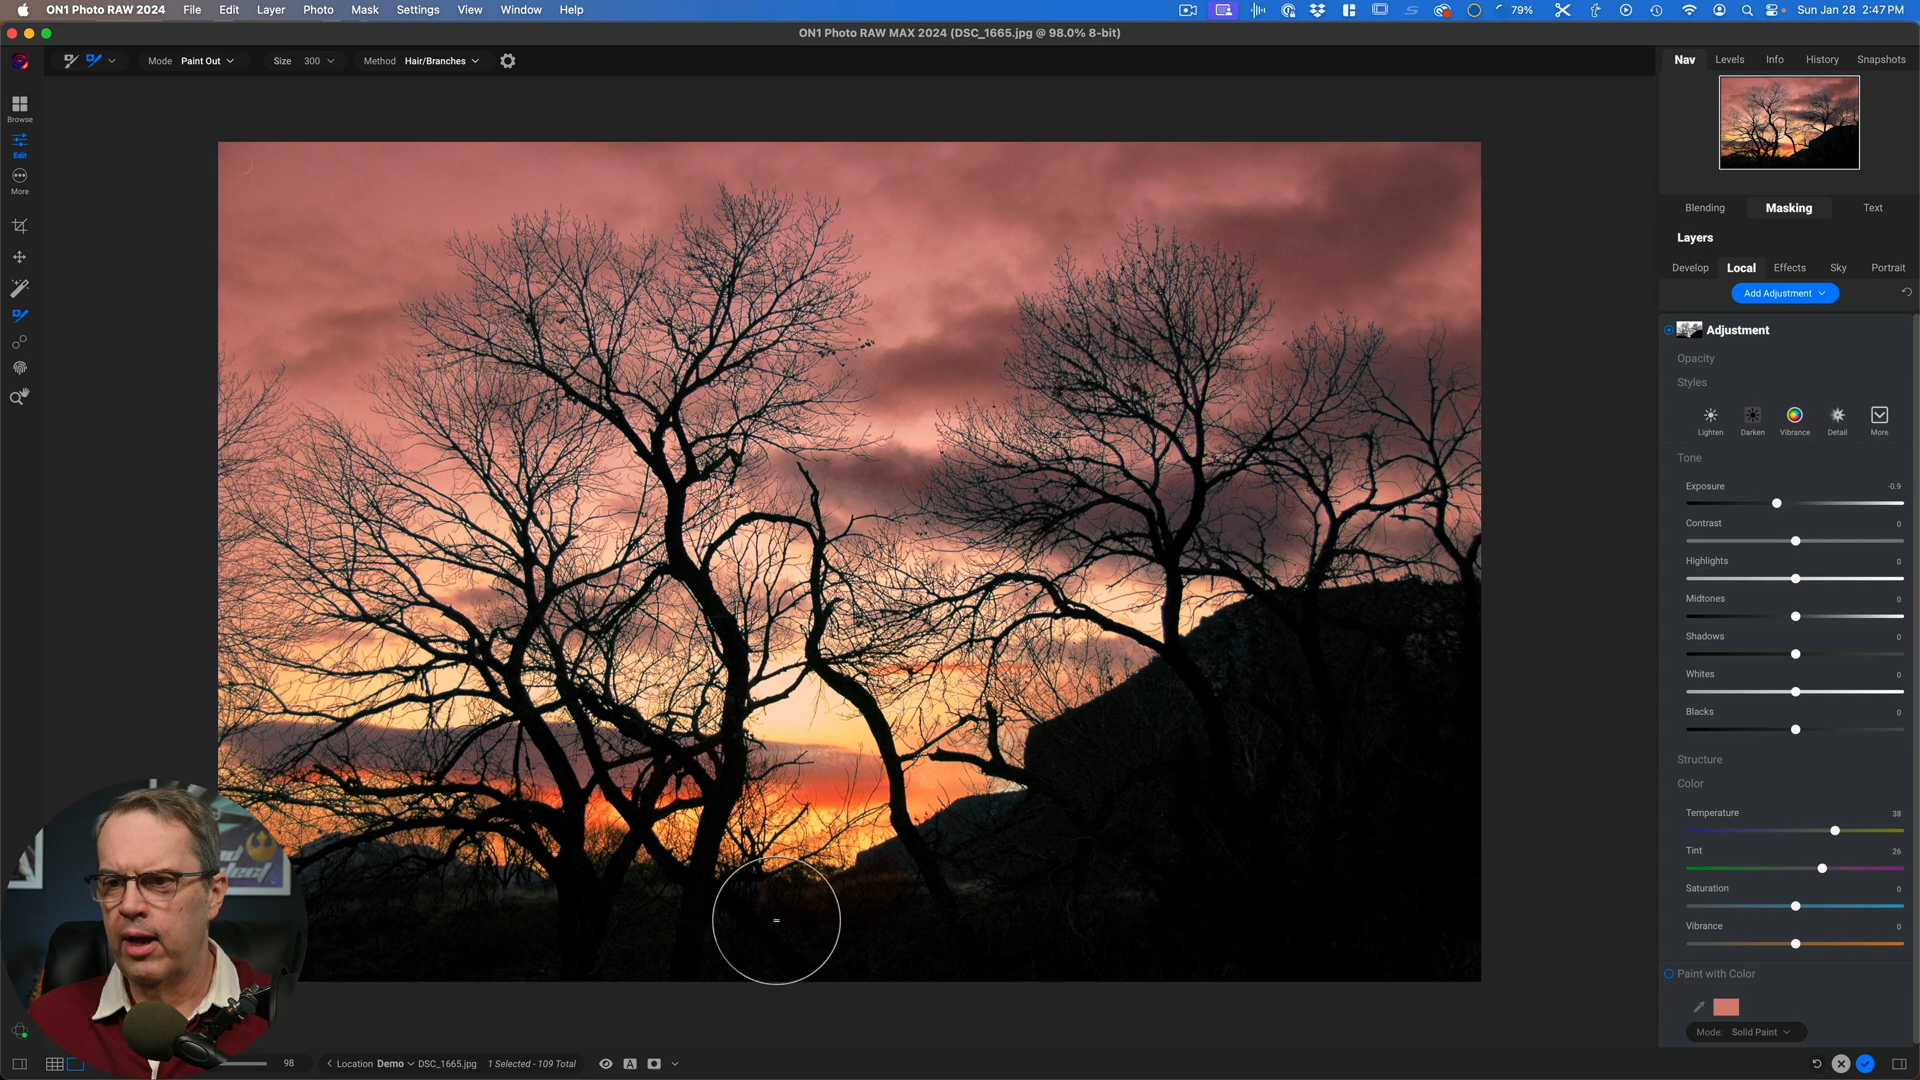 ON1 Photo RAW 2024 File Edit Layer Photo Mask Settings View Window Help 79% Sun Jan 28 2:47 PM
ON1 Photo RAW MAX 2024 (DSC_1665.jpg @ 98.0% 8-bit)
Mode Paint Out Size 300 Method Hair/Branches
Nav Levels Info History Snapshots
Browse
Edit
More
Blending Masking Text
Layers
Develop Local Effects Sky Portrait
Add Adjustment
Adjustment
Opacity
Styles
Lighten Darken Vibrance Detail More
Tone
Exposure -0.9
Contrast 0
Highlights 0
Midtones 0
Shadows 0
Whites 0
Blacks 0
Structure
Color
Temperature 38
Tint 26
Saturation 0
Vibrance 0
Paint with Color
Mode: Solid Paint
98 Location Demo DSC_1665.jpg 1 Selected - 109 Total